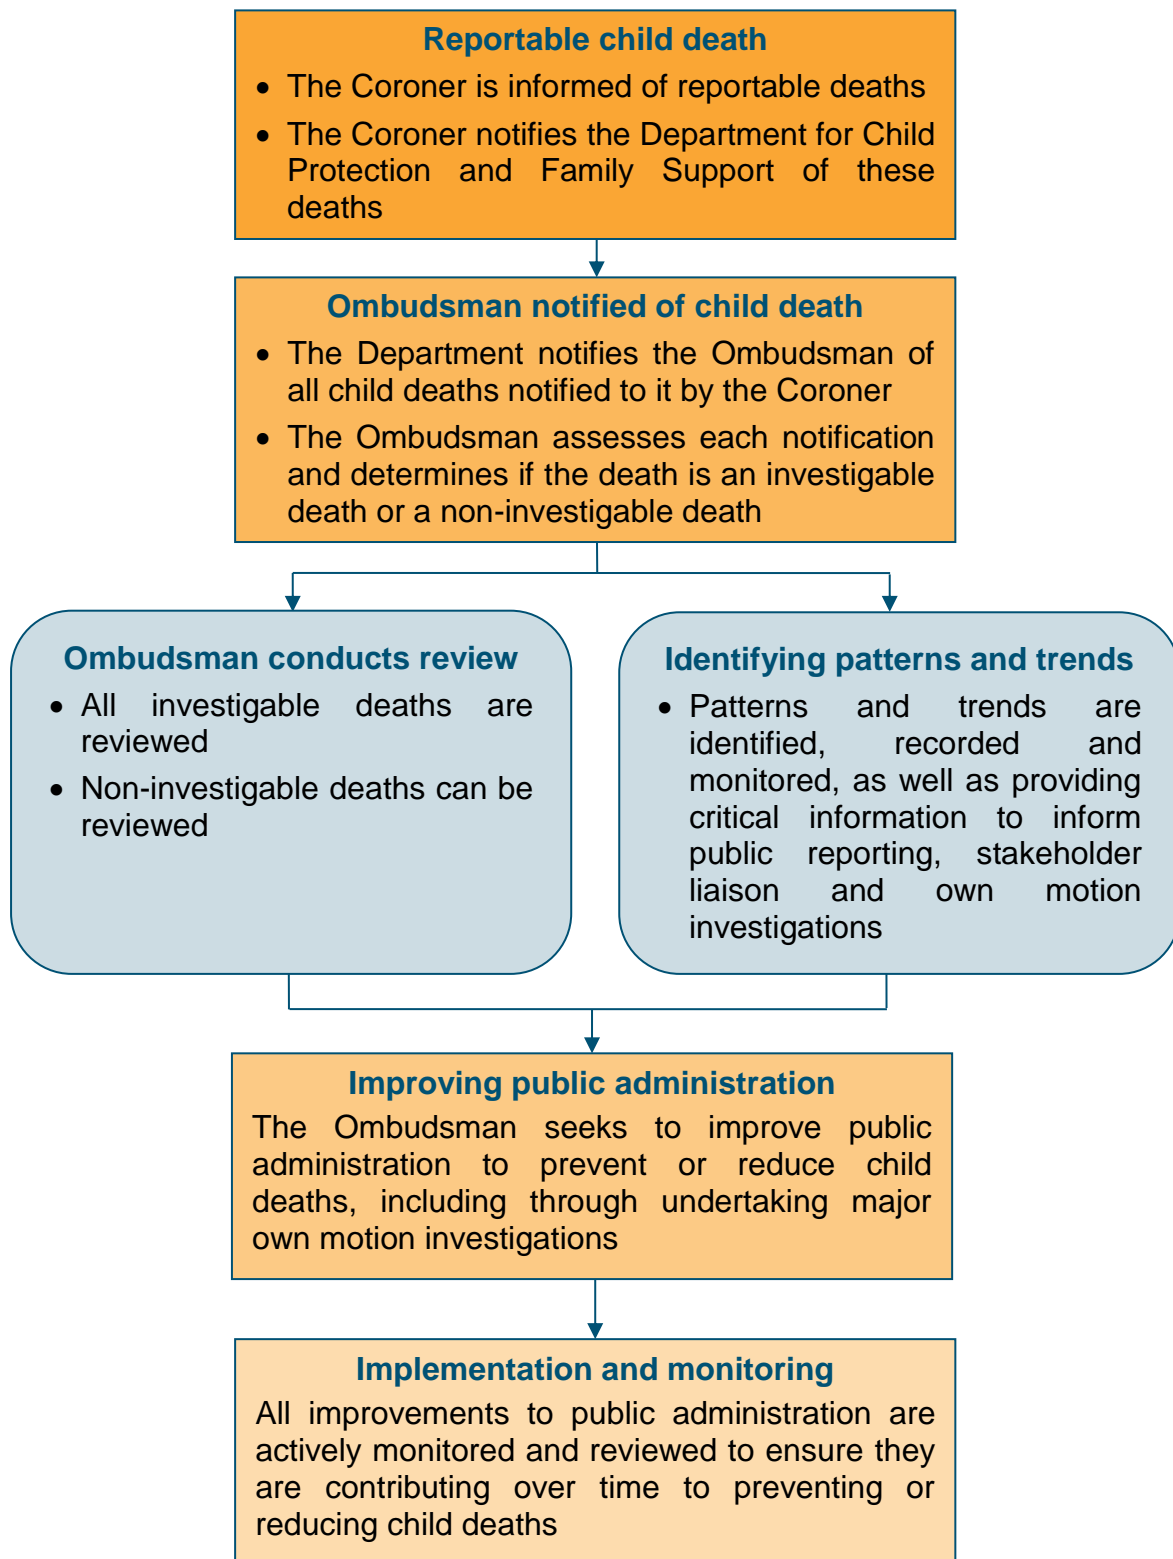 Reportable child death
• The Coroner is informed of reportable deaths
• The Coroner notifies the Department for Child
Protection and Family Support of these
deaths
Ombudsman notified of child death
• The Department notifies the Ombudsman of
all child deaths notified to it by the Coroner
• The Ombudsman assesses each notification
and determines if the death is an investigable
death or a non-investigable death
Ombudsman conducts review
• All investigable deaths are
reviewed
• Non-investigable deaths can be
reviewed
Identifying patterns and trends
• Patterns and trends are
identified, recorded and
monitored, as well as providing
critical information to inform
public reporting, stakeholder
liaison and own motion
investigations
Improving public administration
The Ombudsman seeks to improve public
administration to prevent or reduce child
deaths, including through undertaking major
own motion investigations
Implementation and monitoring
All improvements to public administration are
actively monitored and reviewed to ensure they
are contributing over time to preventing or
reducing child deaths